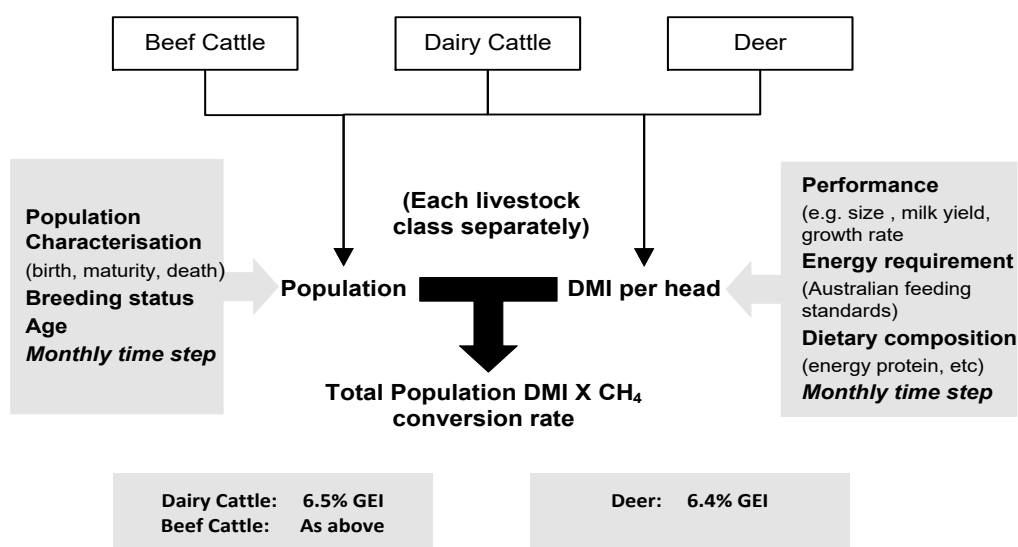 Beef Cattle
Dairy Cattle
Deer
Population
Characterisation
(birth, maturity, death)
Breeding status
Age
Monthly time step
(Each livestock
class separately)
Population
DMI per head
Performance
(e.g. size , milk yield,
growth rate
Energy requirement
(Australian feeding
standards)
Dietary composition
(energy protein, etc)
Monthly time step
Total Population DMI X CH₄
conversion rate
Dairy Cattle: 6.5% GEI
Beef Cattle: As above
Deer: 6.4% GEI